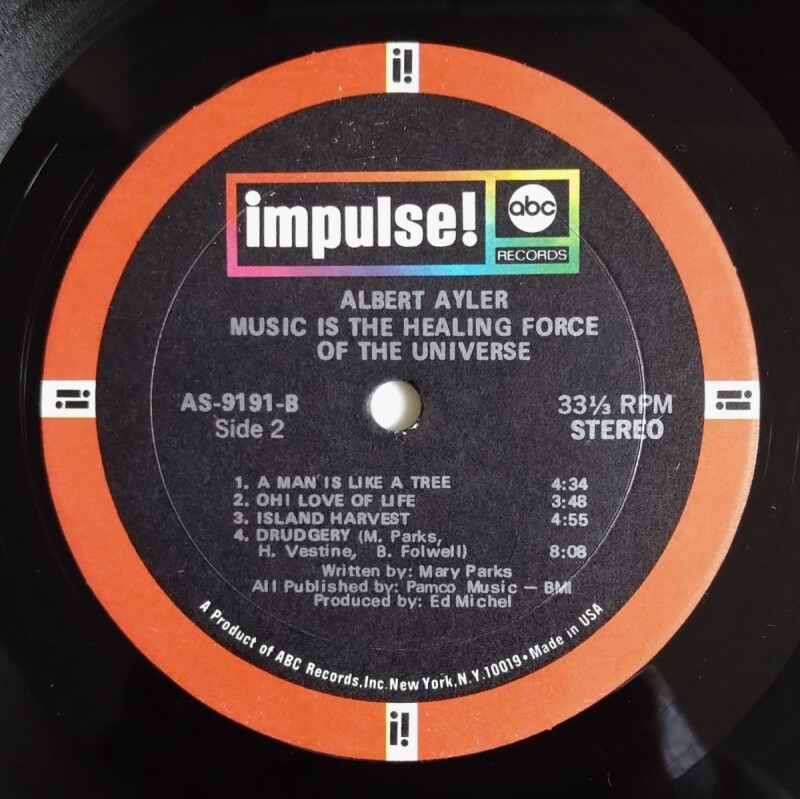 i!
impulse!
abc
RECORDS
ALBERT AYLER
MUSIC IS THE HEALING FORCE
OF THE UNIVERSE
i!
AS-9191-B
Side 2
33⅓ RPM
STEREO
i!
1. A MAN IS LIKE A TREE 4:34
2. OH! LOVE OF LIFE 3:48
3. ISLAND HARVEST 4:55
4. DRUDGERY (M. Parks,
H. Vestine, B. Folwell) 8:08
Written by: Mary Parks
All Published by: Pamco Music — BMI
Produced by: Ed Michel
A Product of ABC Records, Inc. New York, N.Y. 10019 • Made in USA
i!